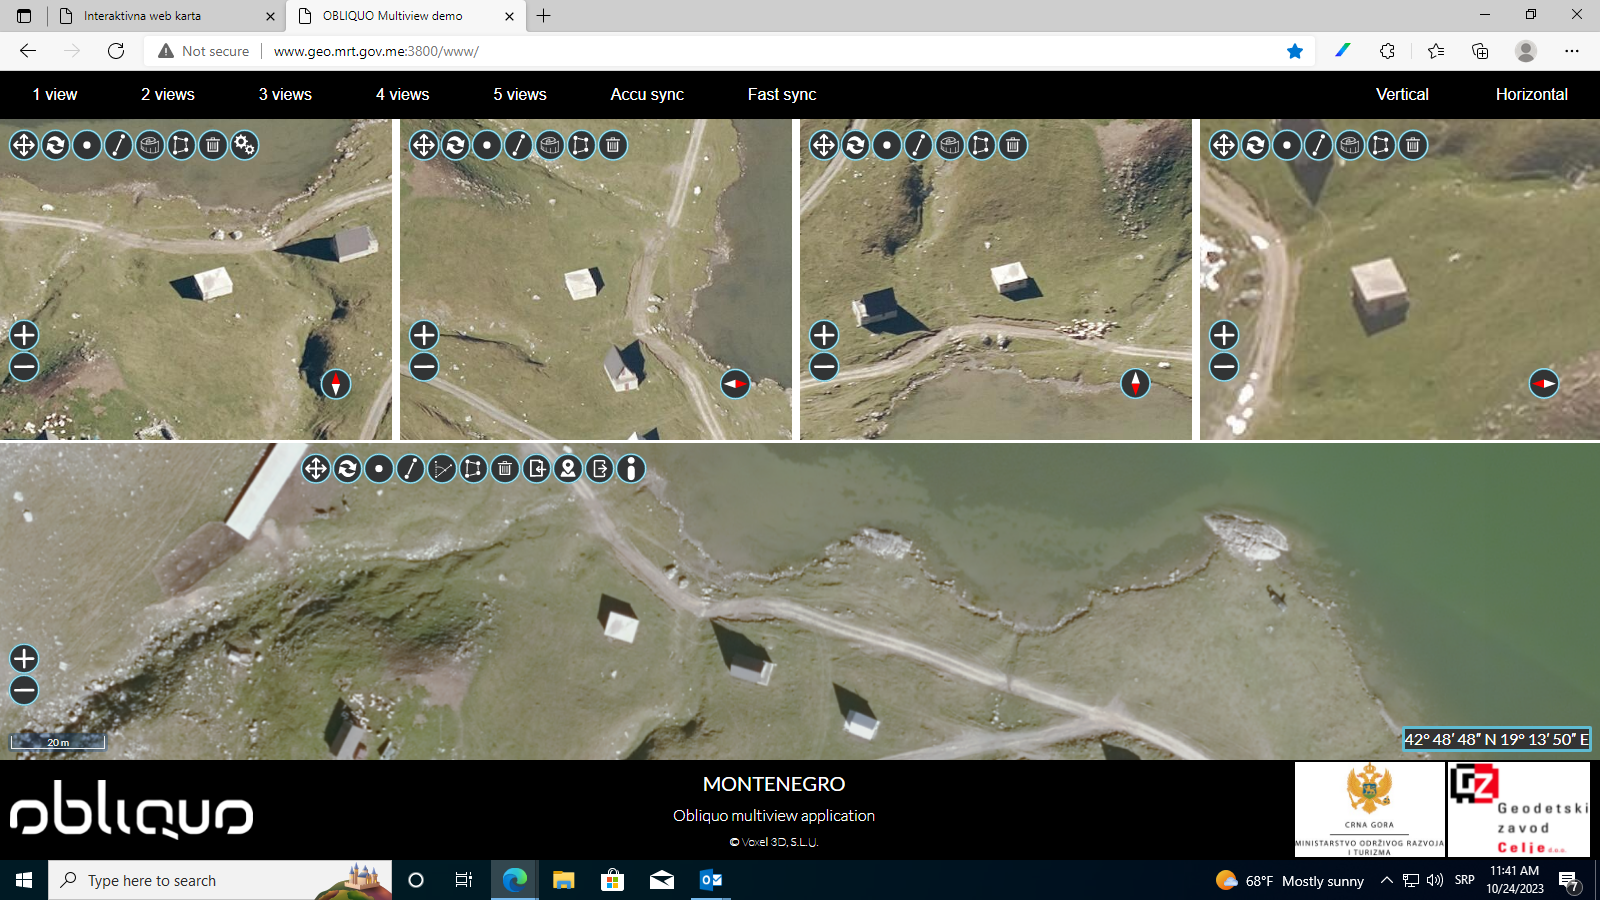 Interaktivna web karta
OBLIQUO Multiview demo
Not secure
www.geo.mrt.gov.me:3800/www/
1 view
2 views
3 views
4 views
5 views
Accu sync
Fast sync
Vertical
Horizontal
20 m
42° 48′ 48″ N 19° 13′ 50″ E
obliquo
MONTENEGRO
Obliquo multiview application
© Voxel 3D, S.L.U.
CRNA GORA
MINISTARSTVO ODRŽIVOG RAZVOJA
I TURIZMA
GZ
Geodetski
zavod
Celje d.o.o.
Type here to search
68°F Mostly sunny
SRP
11:41 AM
10/24/2023
7